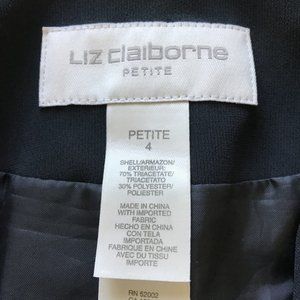 LIZ claiborne
PETITE
PETITE
4
SHELL/ARMAZON/
EXTERIEUR:
70% TRIACETATE/
TRIACETATO
30% POLYESTER/
POLIESTER
MADE IN CHINA
WITH IMPORTED
FABRIC
HECHO EN CHINA
CON TELA
IMPORTADA
FABRIQUE EN CHINE
AVEC DU TISSU
IMPORTE
RN 52002